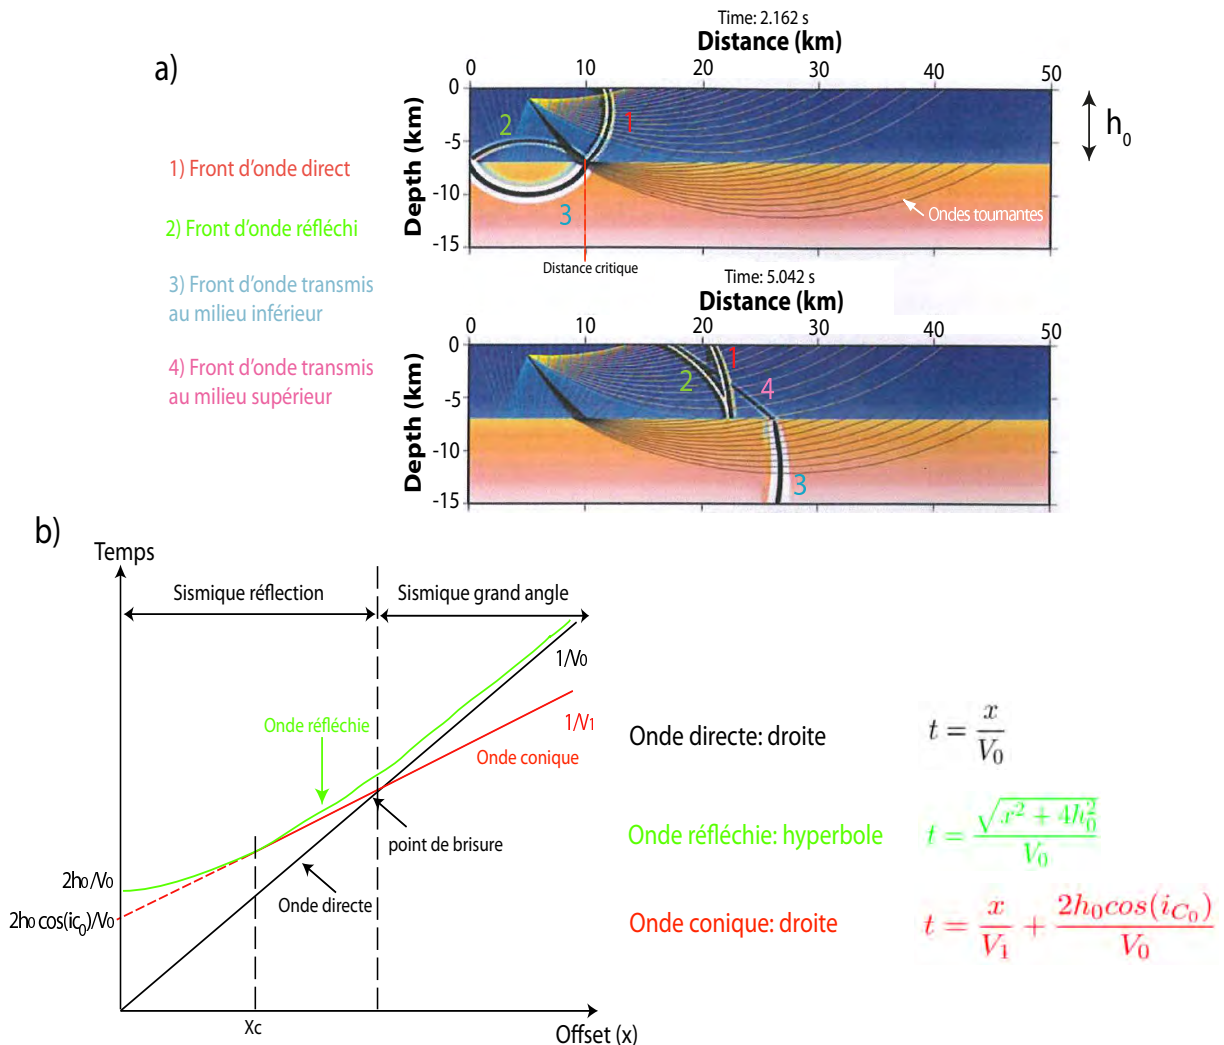 a)
Time: 2.162 s
Distance (km)
0 10 20 30 40 50
0
-5
-10
-15
Depth (km)
1
2
3
h0
Ondes tournantes
Distance critique
1) Front d'onde direct
2) Front d'onde réfléchi
3) Front d'onde transmis
au milieu inférieur
4) Front d'onde transmis
au milieu supérieur
Time: 5.042 s
Distance (km)
0 10 20 30 40 50
0
-5
-10
-15
Depth (km)
1
2
4
3
b)
Temps
Sismique réflection
Sismique grand angle
1/V0
Onde réfléchie
1/V1
Onde conique
point de brisure
2h0/V0
Onde directe
2h0 cos(ic0)/V0
Xc
Offset (x)
Onde directe: droite t = x/V0
Onde réfléchie: hyperbole t = √(x² + 4h0²)/V0
Onde conique: droite t = x/V1 + 2h0cos(iC0)/V0